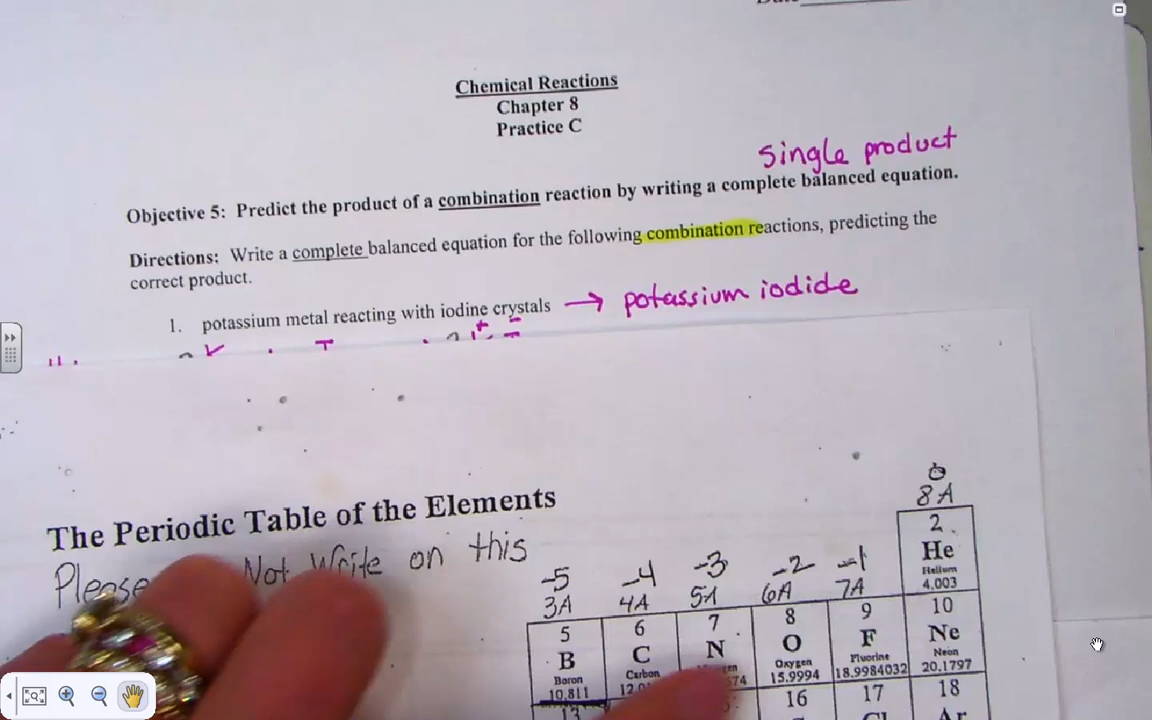 Chemical Reactions
Chapter 8
Practice C
single product
Objective 5: Predict the product of a combination reaction by writing a complete balanced equation.
Directions: Write a complete balanced equation for the following combination reactions, predicting the
correct product.
1. potassium metal reacting with iodine crystals → potassium iodide
The Periodic Table of the Elements
Please Not Write on this
0
8A
-5 -4 -3 -2 -1
3A 4A 5A 6A 7A
2
He
Helium
4.003
5 6 7 8 9 10
B C N O F Ne
Boron Carbon Oxygen Fluorine Neon
10.811 15.9994 18.9984032 20.1797
13 16 17 18
Cl Ar